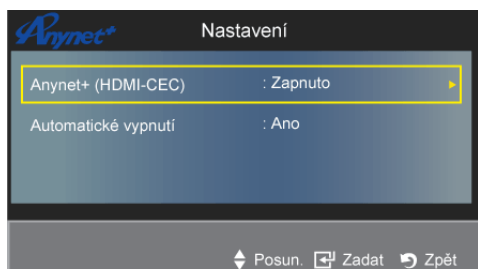 Anynet+ Nastavení
Anynet+ (HDMI-CEC) : Zapnuto
Automatické vypnutí : Ano
Posun. Zadat Zpět